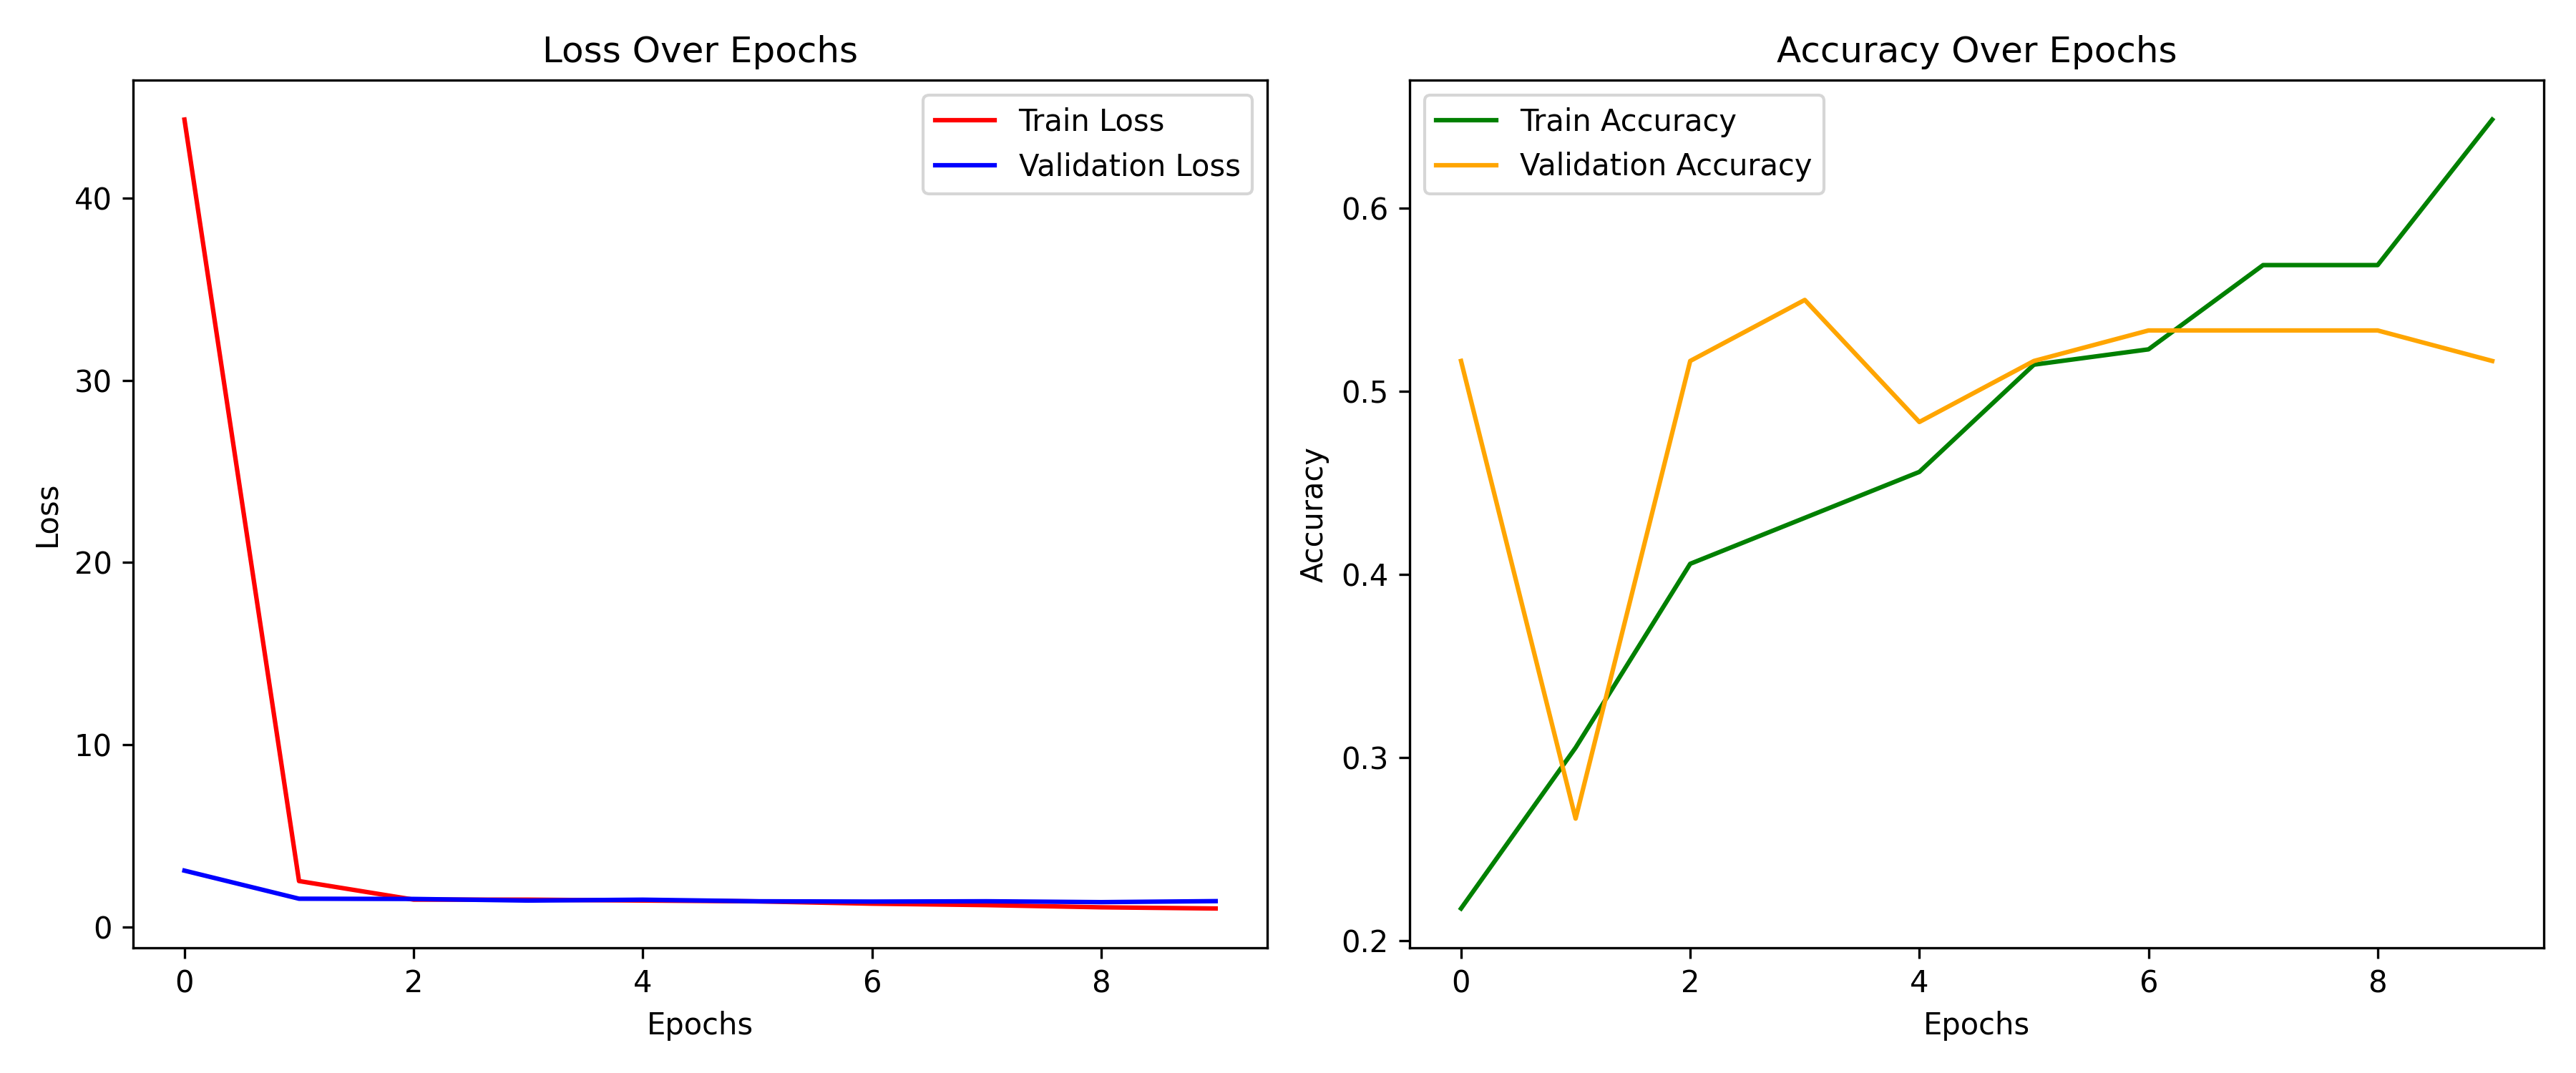 Loss Over Epochs
Train Loss
Validation Loss
40
30
20
10
0
Loss
0 2 4 6 8
Epochs
Accuracy Over Epochs
Train Accuracy
Validation Accuracy
0.6
0.5
0.4
0.3
0.2
Accuracy
0 2 4 6 8
Epochs